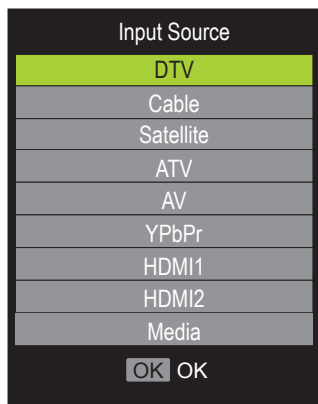 Input Source
DTV
Cable
Satellite
ATV
AV
YPbPr
HDMI1
HDMI2
Media
OK OK